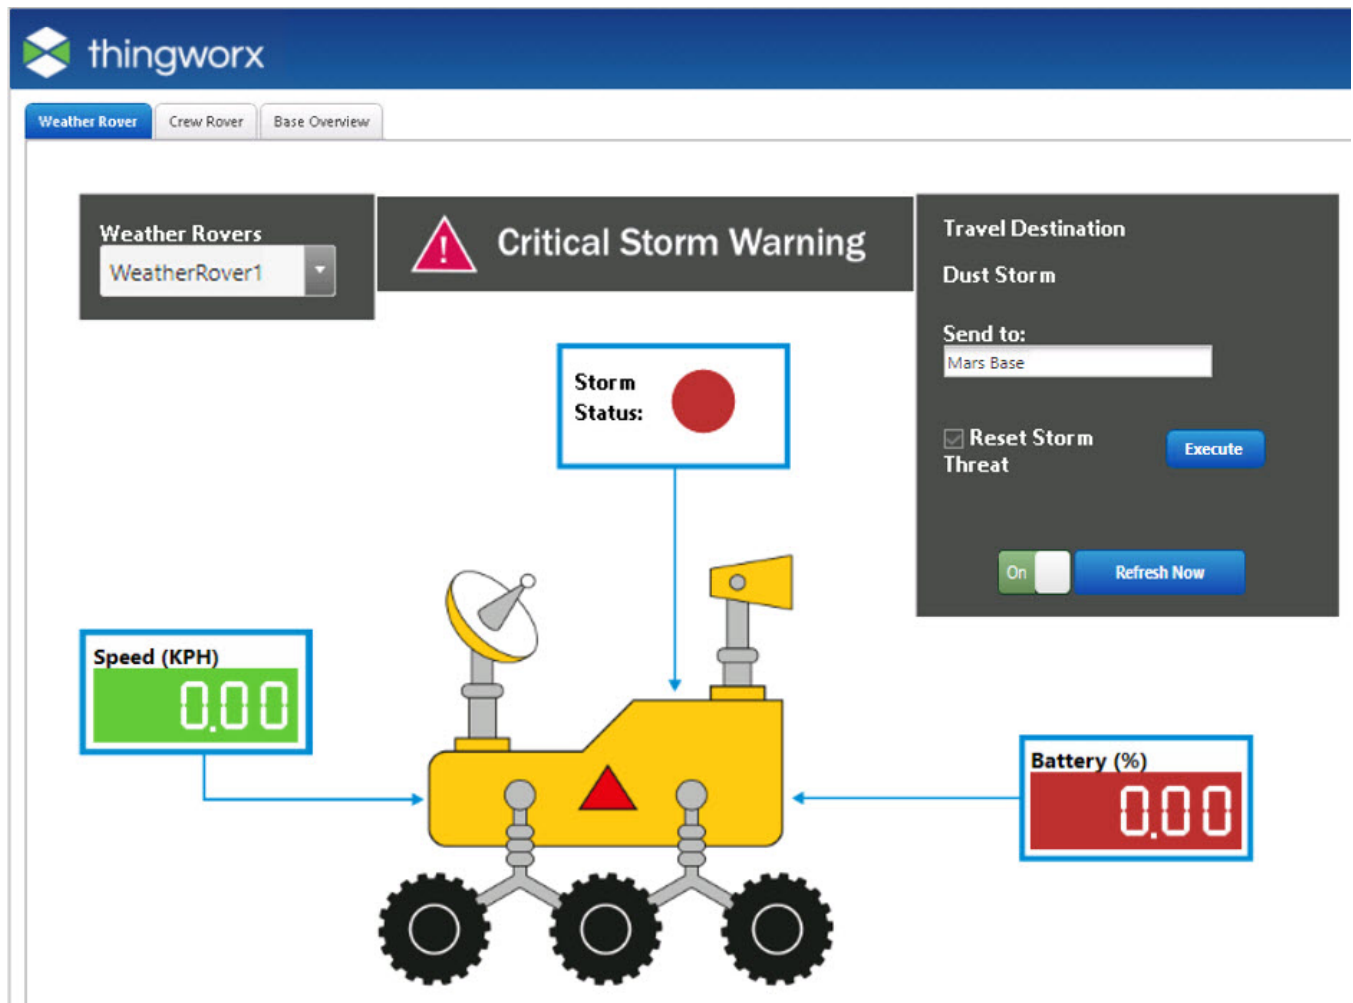 thingworx
Weather Rover
Crew Rover
Base Overview
Weather Rovers
WeatherRover1
! Critical Storm Warning
Travel Destination
Dust Storm
Send to:
Mars Base
Reset Storm
Threat
Execute
On
Refresh Now
Storm
Status:
Speed (KPH)
0.00
Battery (%)
0.00